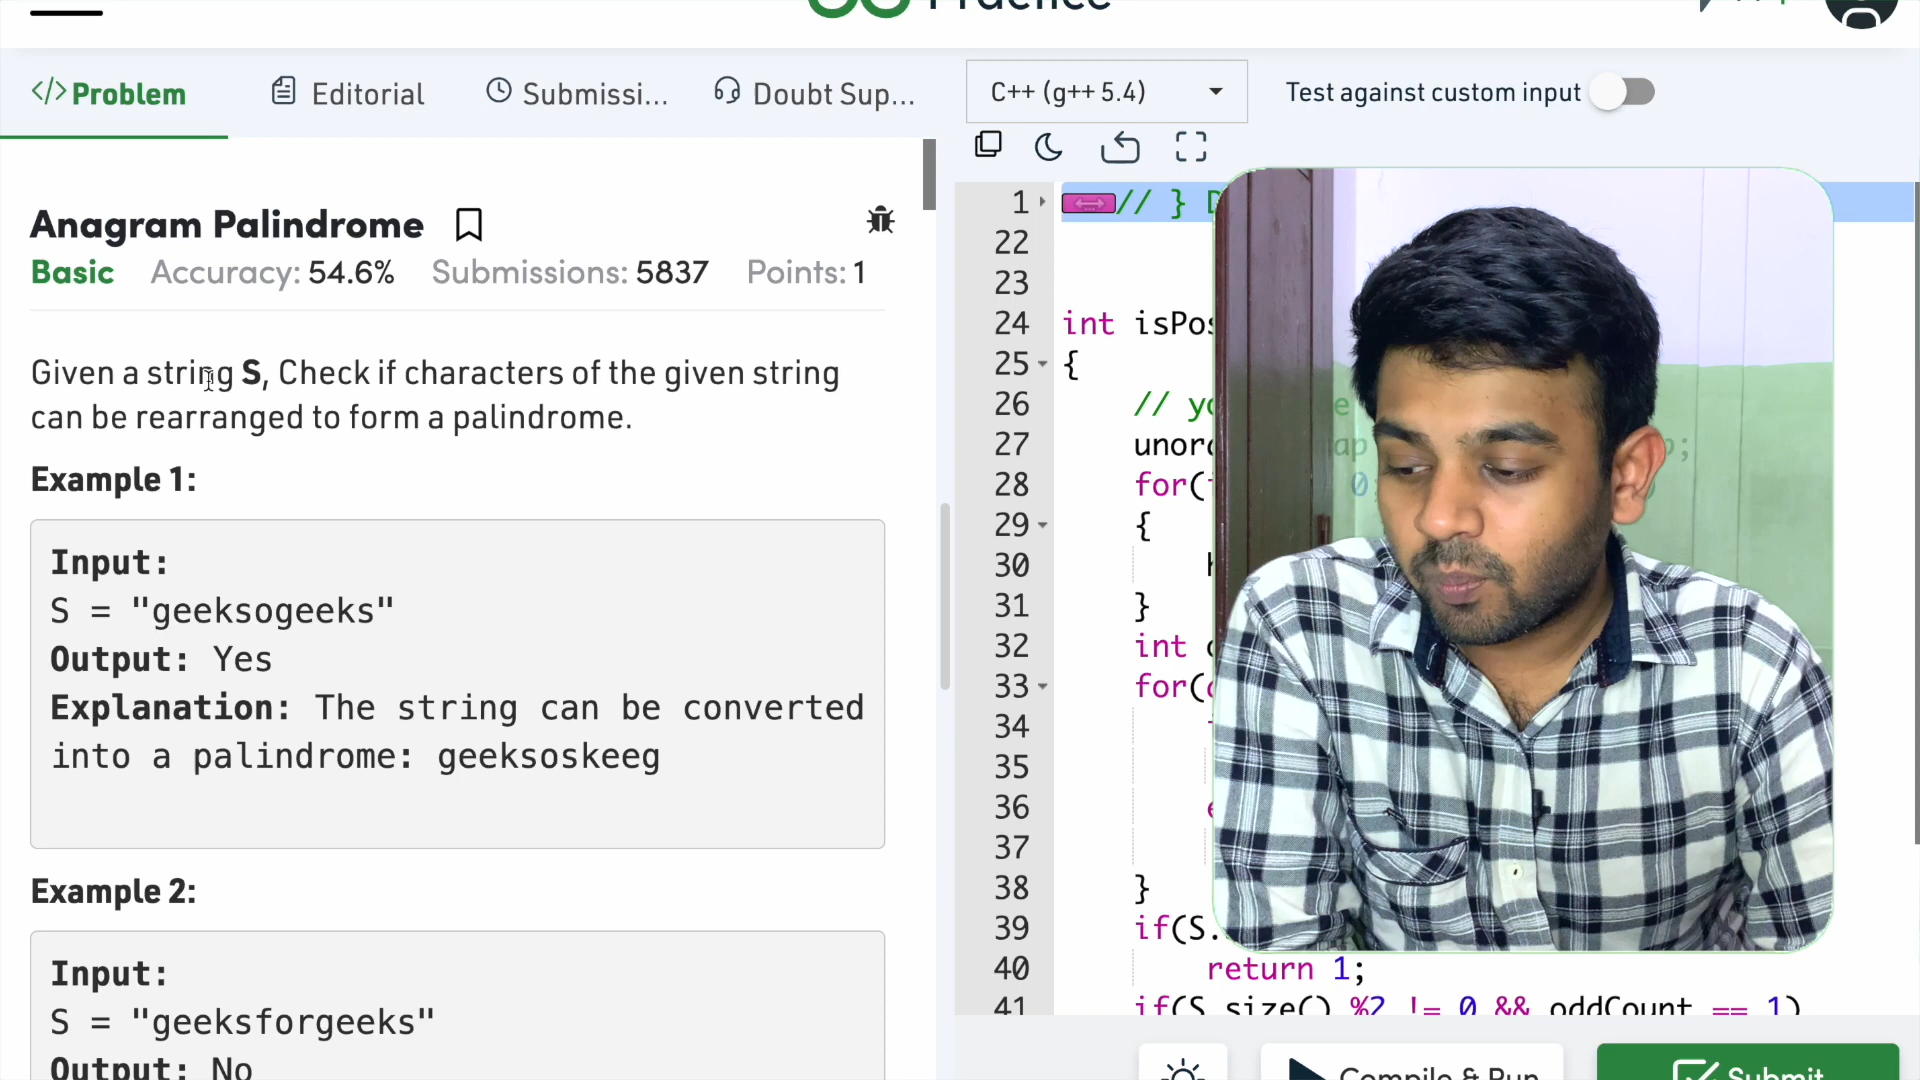 Practice
Problem
Editorial
Submissi...
Doubt Sup...
C++ (g++ 5.4)
Test against custom input
Anagram Palindrome
Basic Accuracy: 54.6% Submissions: 5837 Points: 1
Given a string S, Check if characters of the given string
can be rearranged to form a palindrome.
Example 1:
Input:
S = "geeksogeeks"
Output: Yes
Explanation: The string can be converted
into a palindrome: geeksoskeeg
Example 2:
Input:
S = "geeksforgeeks"
Output: No
1 // }
22
23
24 int
25 {
26 //
27
28 for(
29 {
30
31 }
32 int
33 for(
34
35
36
37
38 }
39 if(S.
40 return 1;
41 if(S.size() %2 != 0 && oddCount == 1)
Compile & Run
Submit